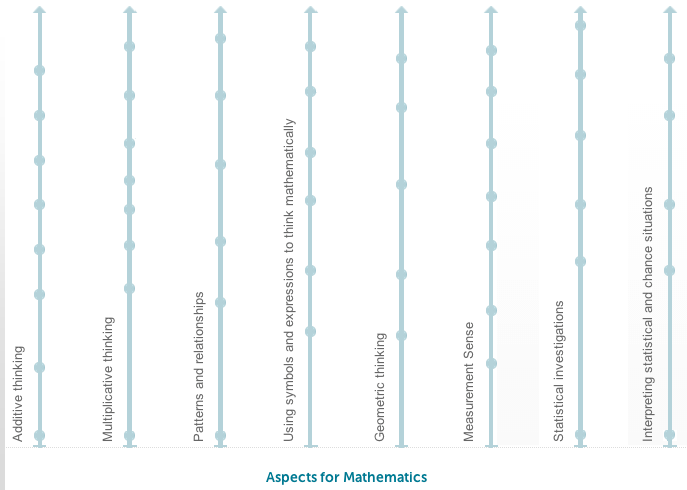 Additive thinking
Multiplicative thinking
Patterns and relationships
Using symbols and expressions to think mathematically
Geometric thinking
Measurement Sense
Statistical investigations
Interpreting statistical and chance situations
Aspects for Mathematics